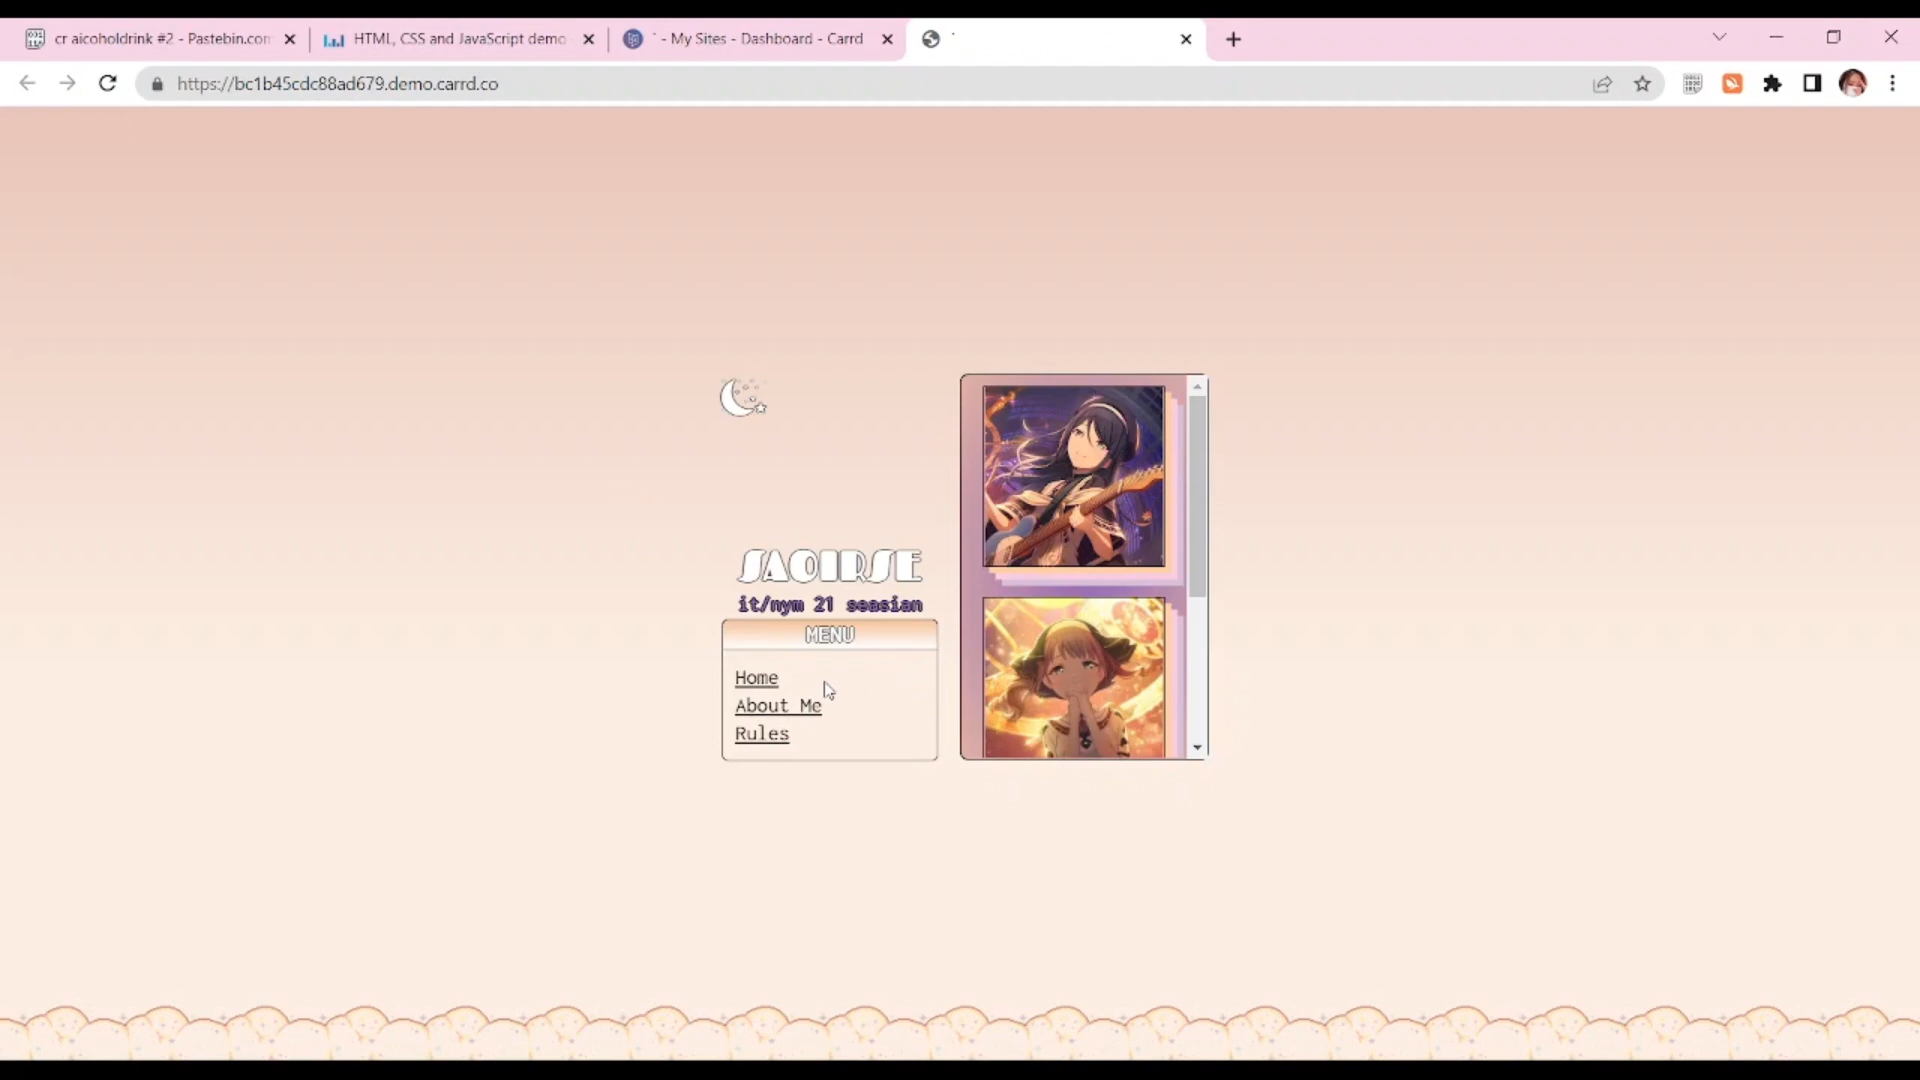 cr aicoholdrink #2 - Pastebin.com
HTML, CSS and JavaScript demo
` - My Sites - Dashboard - Carrd
`
https://bc1b45cdc88ad679.demo.carrd.co
SAOIRSE
it/nym 21 seasian
MENU
Home
About Me
Rules